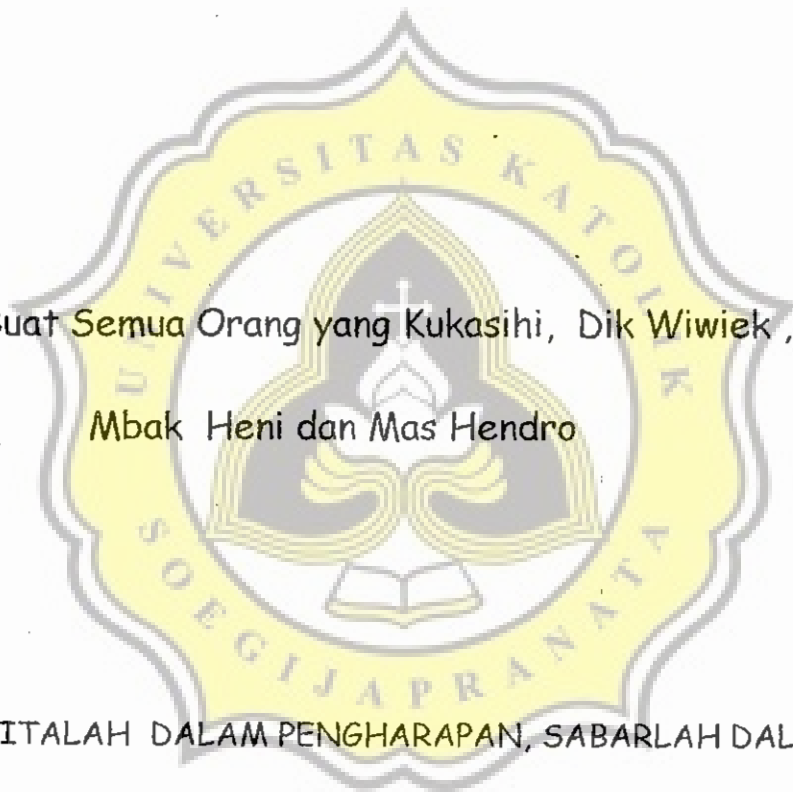 UNIVERSITAS KATOLIK
uat Semua Orang yang Kukasihi, Dik Wiwiek ,
Mbak Heni dan Mas Hendro
SOEGIJAPRANATA
ITALAH DALAM PENGHARAPAN, SABARLAH DAL